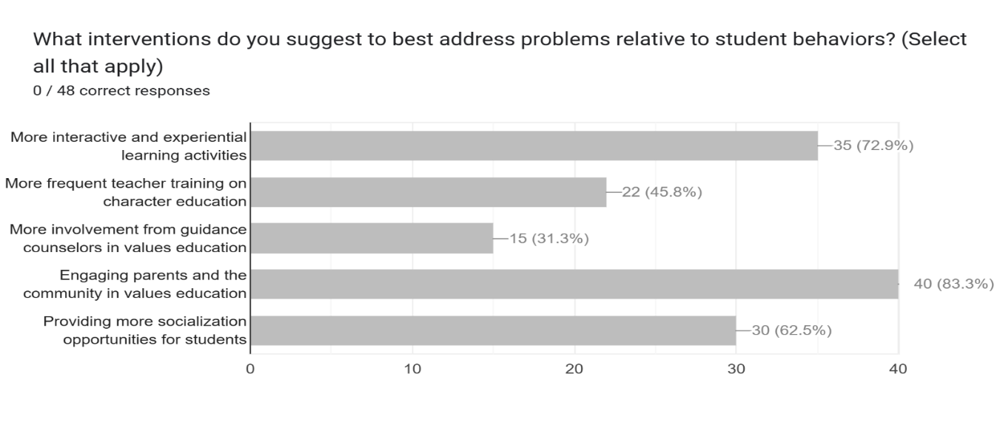 What interventions do you suggest to best address problems relative to student behaviors? (Select
all that apply)
0 / 48 correct responses
More interactive and experiential
learning activities
35 (72.9%)
More frequent teacher training on
character education
22 (45.8%)
More involvement from guidance
counselors in values education
15 (31.3%)
Engaging parents and the
community in values education
40 (83.3%)
Providing more socialization
opportunities for students
30 (62.5%)
0 10 20 30 40